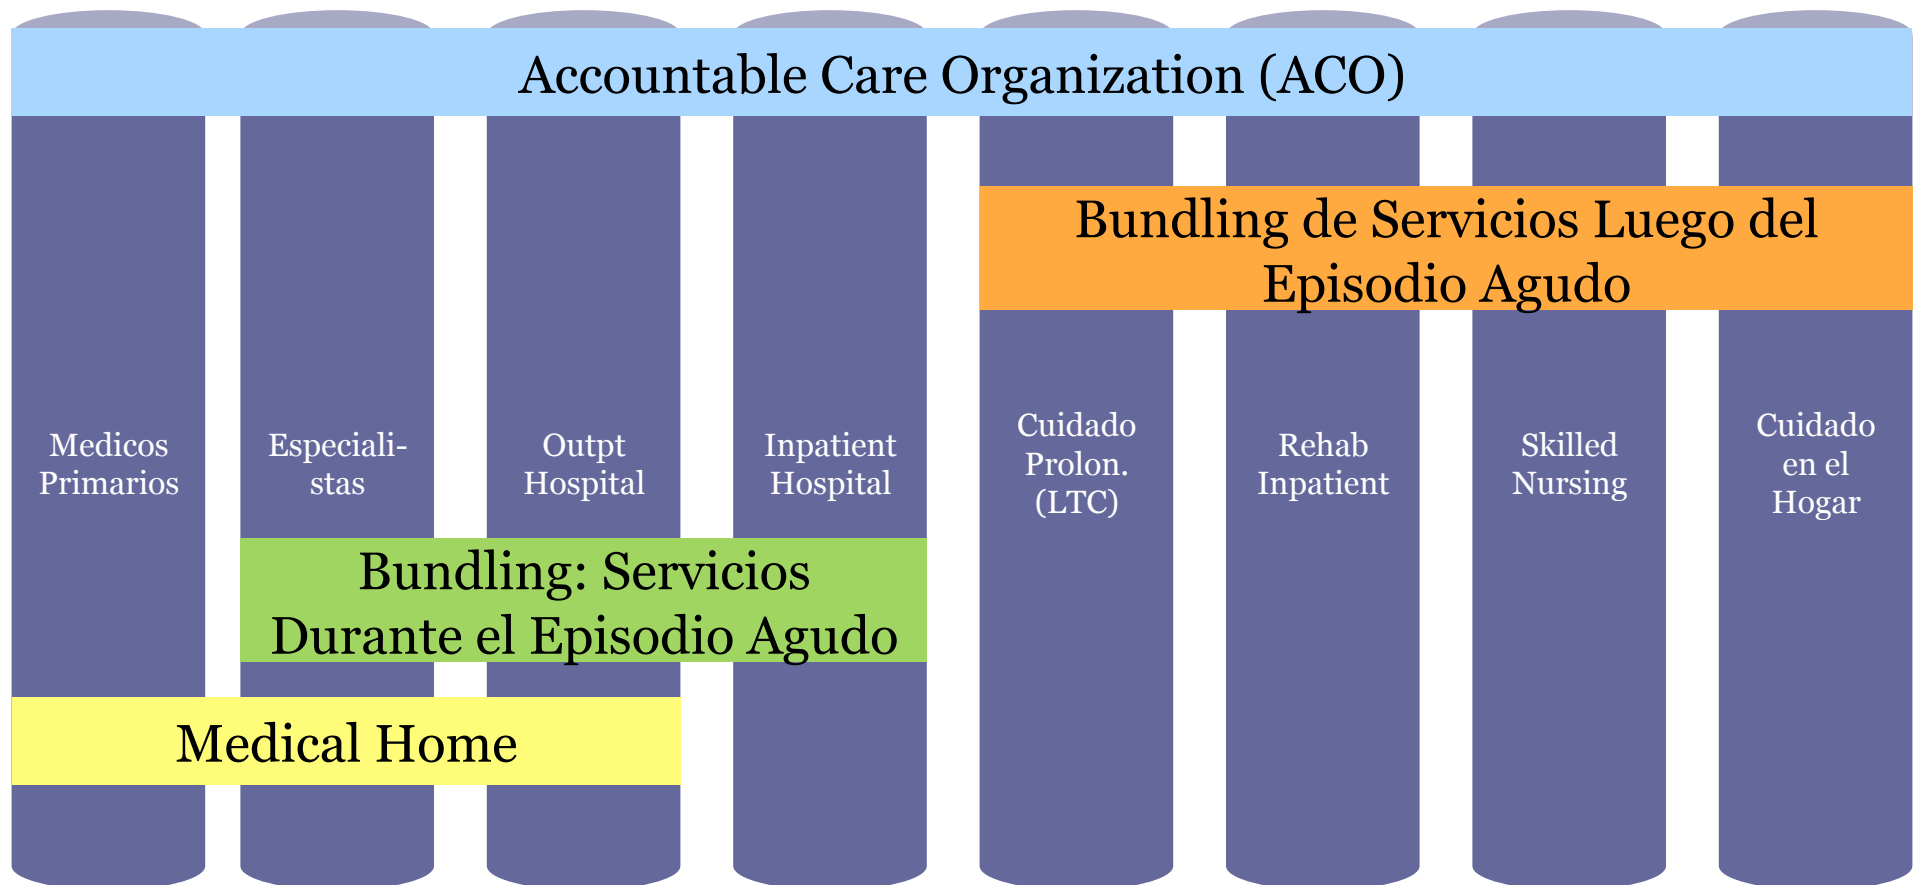 Accountable Care Organization (ACO)
Bundling de Servicios Luego del
Episodio Agudo
Medicos
Primarios
Especiali-
stas
Outpt
Hospital
Inpatient
Hospital
Cuidado
Prolon.
(LTC)
Rehab
Inpatient
Skilled
Nursing
Cuidado
en el
Hogar
Bundling: Servicios
Durante el Episodio Agudo
Medical Home